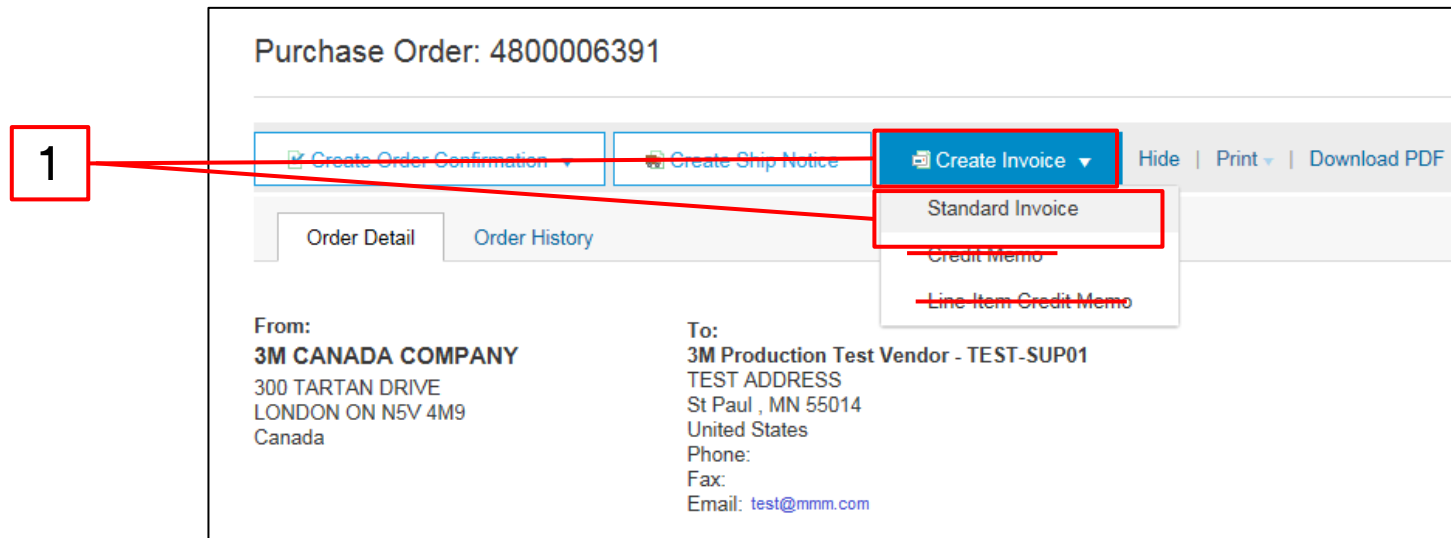 Purchase Order: 4800006391
1
Create Order Confirmation
Create Ship Notice
Create Invoice
Hide | Print | Download PDF
Standard Invoice
Order Detail
Order History
Credit Memo
Line-Item Credit Memo
From:
3M CANADA COMPANY
300 TARTAN DRIVE
LONDON ON N5V 4M9
Canada
To:
3M Production Test Vendor - TEST-SUP01
TEST ADDRESS
St Paul , MN 55014
United States
Phone:
Fax:
Email: test@mmm.com